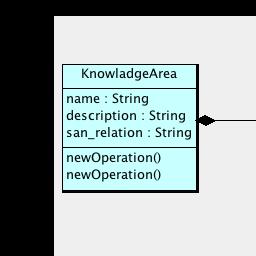 KnowladgeArea
name : String
description : String
san_relation : String
newOperation()
newOperation()